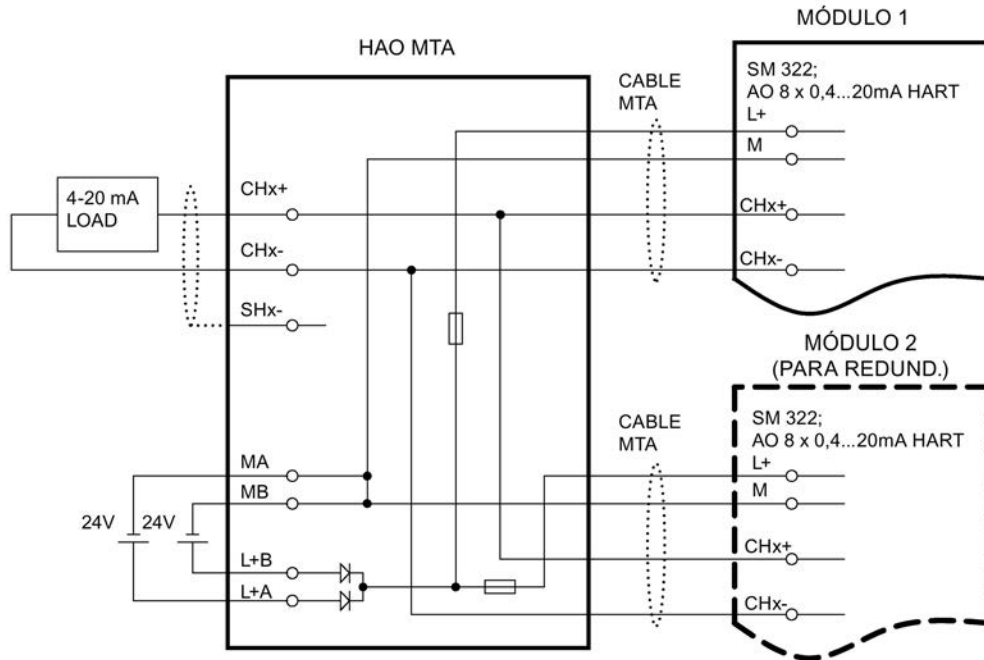 MÓDULO 1
HAO MTA
CABLE
MTA
SM 322;
AO 8 x 0,4...20mA HART
L+
M
CHx+
CHx-
4-20 mA
LOAD
CHx+
CHx-
SHx-
MÓDULO 2
(PARA REDUND.)
CABLE
MTA
SM 322;
AO 8 x 0,4...20mA HART
L+
M
CHx+
CHx-
MA
MB
24V
24V
L+B
L+A